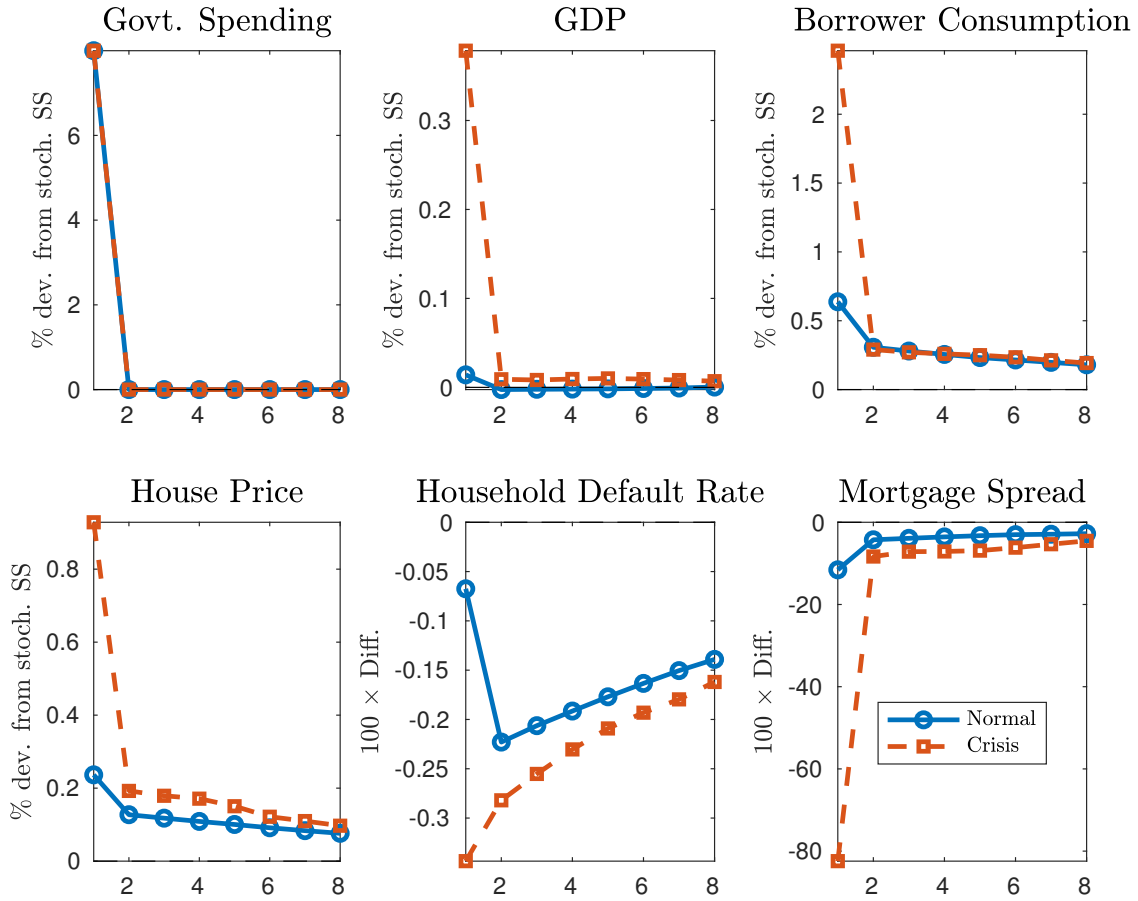 Govt. Spending
GDP
Borrower Consumption
% dev. from stoch. SS
6
4
2
0
2 4 6 8
% dev. from stoch. SS
0.3
0.2
0.1
0
2 4 6 8
% dev. from stoch. SS
2
1.5
1
0.5
0
2 4 6 8
House Price
Household Default Rate
Mortgage Spread
% dev. from stoch. SS
0.8
0.6
0.4
0.2
0
2 4 6 8
100 × Diff.
0
-0.05
-0.1
-0.15
-0.2
-0.25
-0.3
2 4 6 8
100 × Diff.
0
-20
-40
-60
-80
2 4 6 8
Normal
Crisis